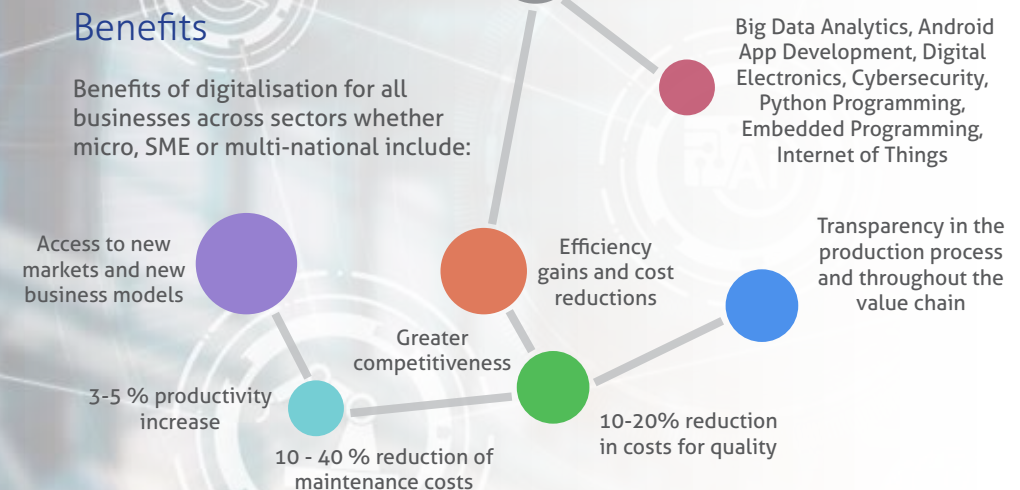 Benefits
Benefits of digitalisation for all
businesses across sectors whether
micro, SME or multi-national include:
Big Data Analytics, Android
App Development, Digital
Electronics, Cybersecurity,
Python Programming,
Embedded Programming,
Internet of Things
Access to new
markets and new
business models
Efficiency
gains and cost
reductions
Transparency in the
production process
and throughout the
value chain
Greater
competitiveness
3-5 % productivity
increase
10-20% reduction
in costs for quality
10 - 40 % reduction of
maintenance costs